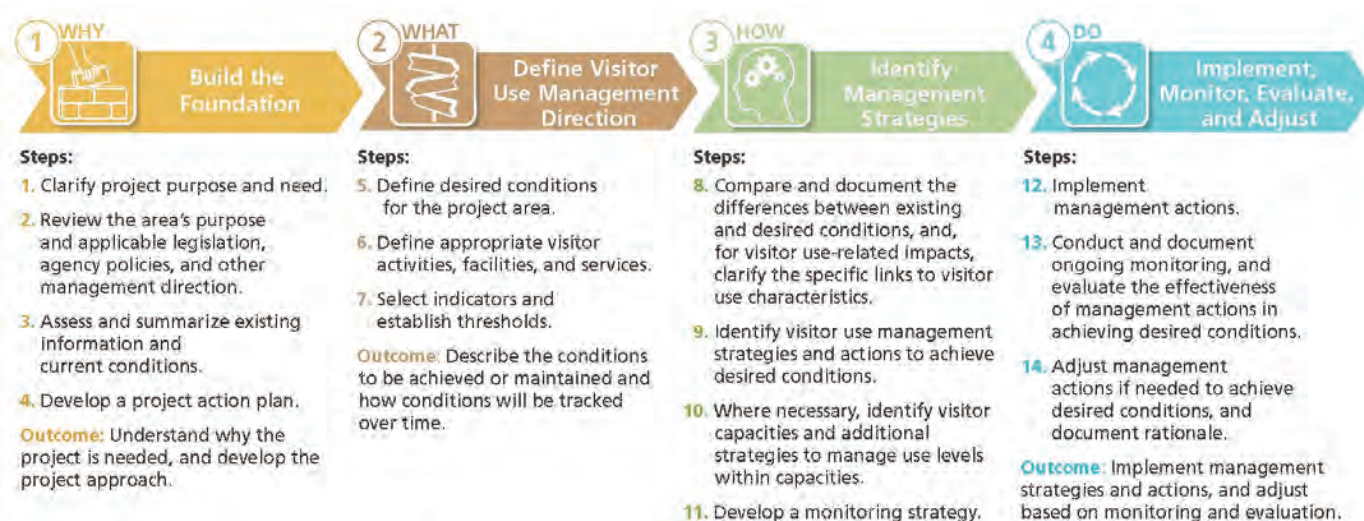 1 WHY
Build the
Foundation
Steps:
1. Clarify project purpose and need.
2. Review the area's purpose
and applicable legislation,
agency policies, and other
management direction.
3. Assess and summarize existing
information and
current conditions.
4. Develop a project action plan.
Outcome: Understand why the
project is needed, and develop the
project approach.
2 WHAT
Define Visitor
Use Management
Direction
Steps:
5. Define desired conditions
for the project area.
6. Define appropriate visitor
activities, facilities, and services.
7. Select indicators and
establish thresholds.
Outcome: Describe the conditions
to be achieved or maintained and
how conditions will be tracked
over time.
3 HOW
Identify
Management
Strategies
Steps:
8. Compare and document the
differences between existing
and desired conditions, and,
for visitor use-related impacts,
clarify the specific links to visitor
use characteristics.
9. Identify visitor use management
strategies and actions to achieve
desired conditions.
10. Where necessary, identify visitor
capacities and additional
strategies to manage use levels
within capacities.
11. Develop a monitoring strategy.
4 DO
Implement,
Monitor, Evaluate,
and Adjust
Steps:
12. Implement
management actions.
13. Conduct and document
ongoing monitoring, and
evaluate the effectiveness
of management actions in
achieving desired conditions.
14. Adjust management
actions if needed to achieve
desired conditions, and
document rationale.
Outcome: Implement management
strategies and actions, and adjust
based on monitoring and evaluation.